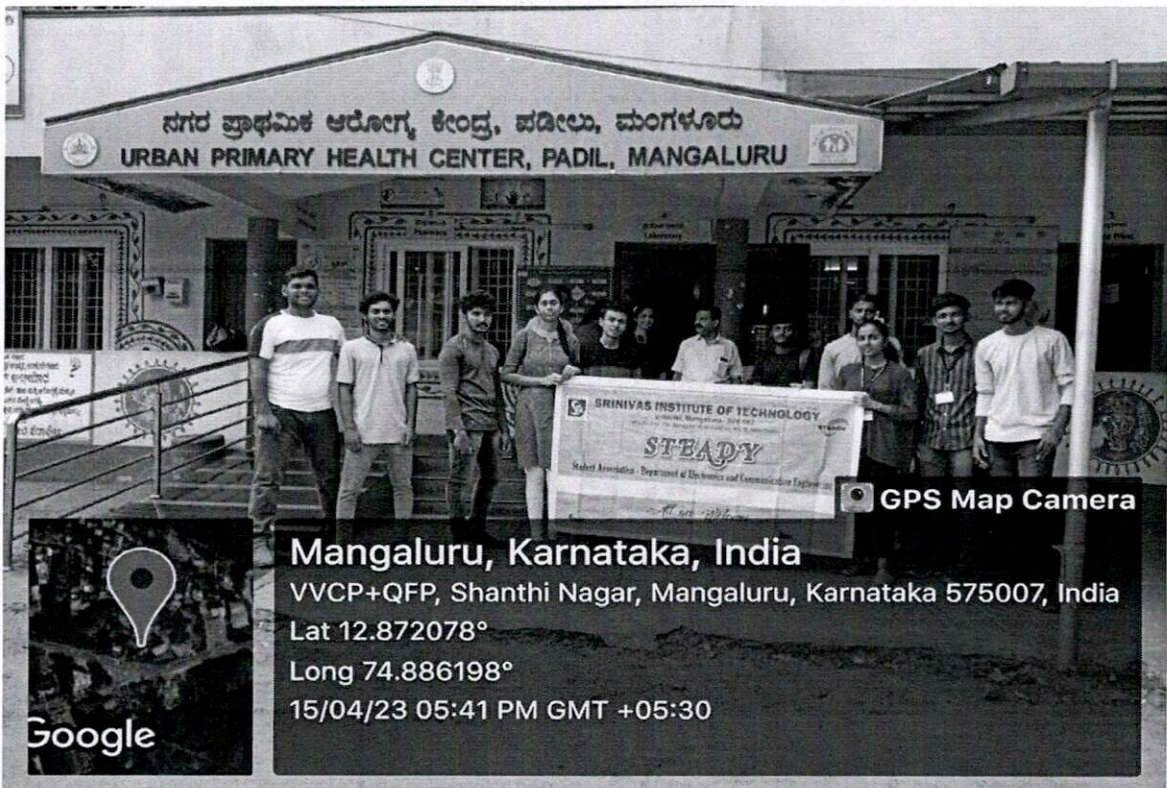 ನಗರ ಪ್ರಾಥಮಿಕ ಆರೋಗ್ಯ ಕೇಂದ್ರ, ಪಡೀಲು, ಮಂಗಳೂರು
URBAN PRIMARY HEALTH CENTER, PADIL, MANGALURU
Pharmacy
Laboratory
SRINIVAS INSTITUTE OF TECHNOLOGY
STEADY
Student Association - Department of Electronics and Communication Engineering
GPS Map Camera
Mangaluru, Karnataka, India
VVCP+QFP, Shanthi Nagar, Mangaluru, Karnataka 575007, India
Lat 12.872078°
Long 74.886198°
15/04/23 05:41 PM GMT +05:30
Google